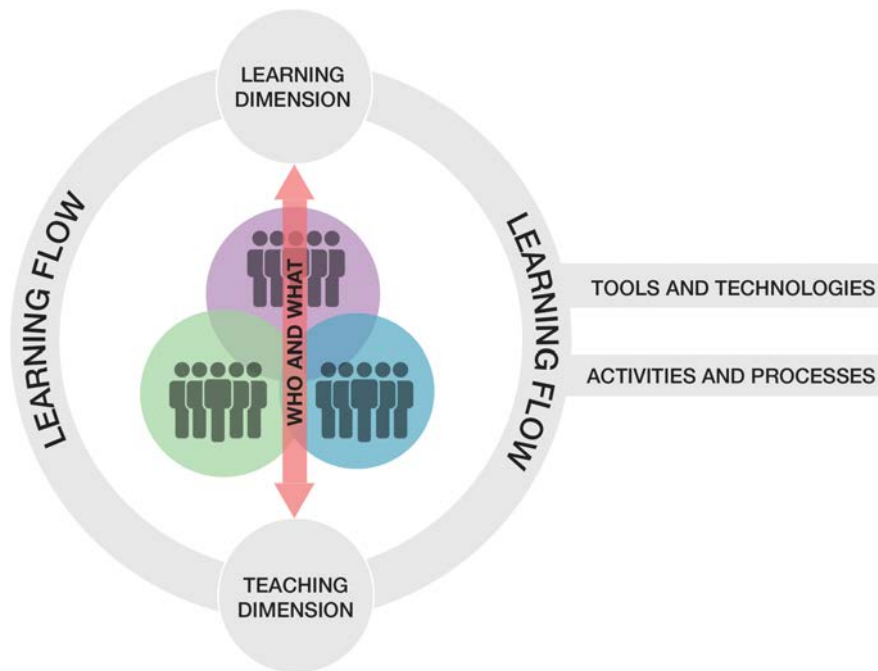 LEARNING
DIMENSION
LEARNING FLOW
WHO AND WHAT
LEARNING FLOW
TOOLS AND TECHNOLOGIES
ACTIVITIES AND PROCESSES
TEACHING
DIMENSION